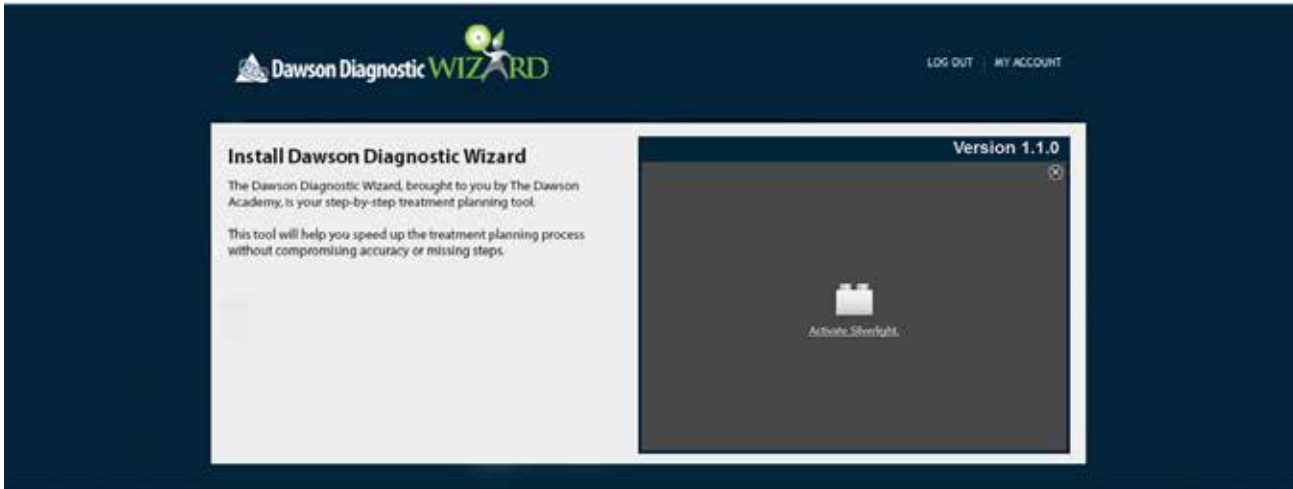 Dawson Diagnostic WIZARD
LOG OUT | MY ACCOUNT
Install Dawson Diagnostic Wizard
The Dawson Diagnostic Wizard, brought to you by The Dawson
Academy, is your step-by-step treatment planning tool.
This tool will help you speed up the treatment planning process
without compromising accuracy or missing steps.
Version 1.1.0
Activate Silverlight.